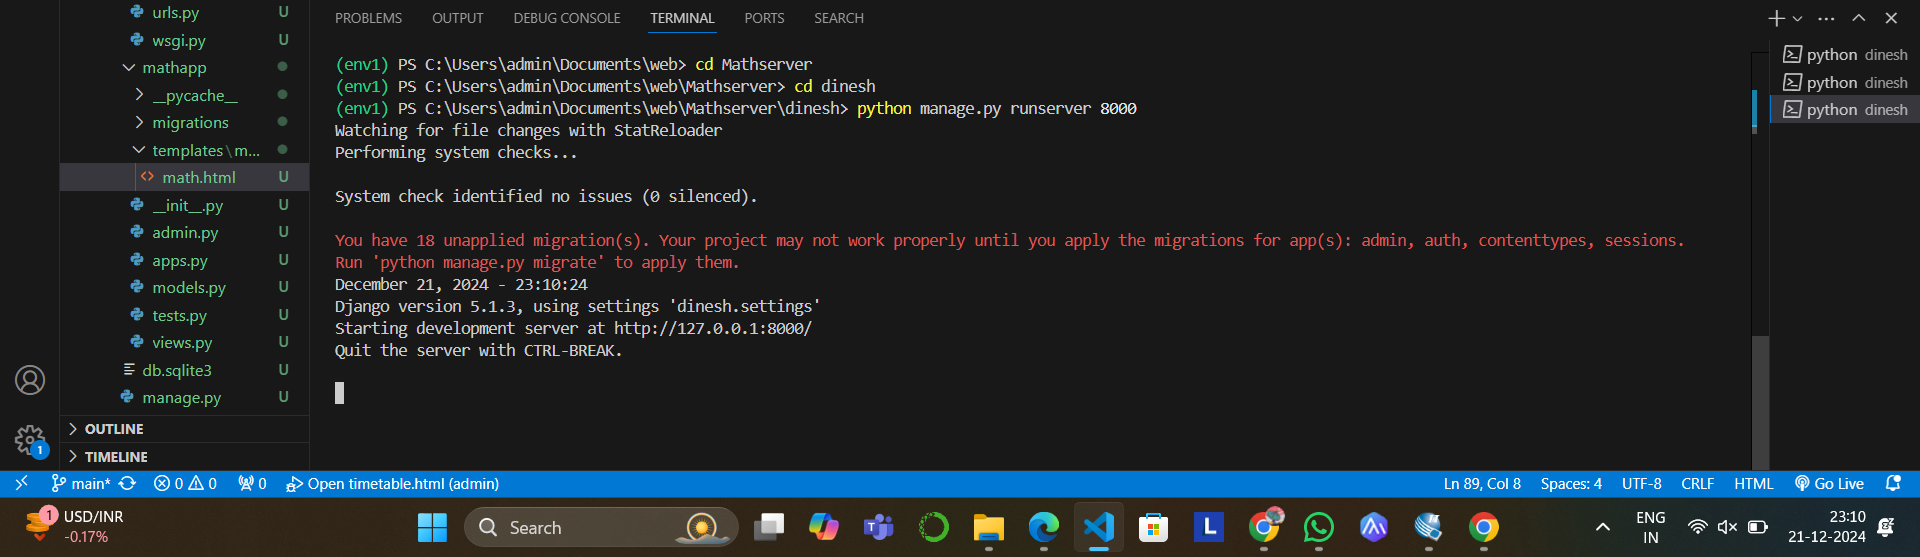 urls.py U
wsgi.py U
mathapp
__pycache__
migrations
templates\m...
math.html U
__init__.py U
admin.py U
apps.py U
models.py U
tests.py U
views.py U
db.sqlite3 U
manage.py U
OUTLINE
TIMELINE
1
PROBLEMS OUTPUT DEBUG CONSOLE TERMINAL PORTS SEARCH
(env1) PS C:\Users\admin\Documents\web> cd Mathserver
(env1) PS C:\Users\admin\Documents\web\Mathserver> cd dinesh
(env1) PS C:\Users\admin\Documents\web\Mathserver\dinesh> python manage.py runserver 8000
Watching for file changes with StatReloader
Performing system checks...
System check identified no issues (0 silenced).
You have 18 unapplied migration(s). Your project may not work properly until you apply the migrations for app(s): admin, auth, contenttypes, sessions.
Run 'python manage.py migrate' to apply them.
December 21, 2024 - 23:10:24
Django version 5.1.3, using settings 'dinesh.settings'
Starting development server at http://127.0.0.1:8000/
Quit the server with CTRL-BREAK.
python dinesh
python dinesh
python dinesh
main* 0 0 0 Open timetable.html (admin) Ln 89, Col 8 Spaces: 4 UTF-8 CRLF HTML Go Live
1 USD/INR
-0.17%
Search
L
ENG
IN
23:10
21-12-2024